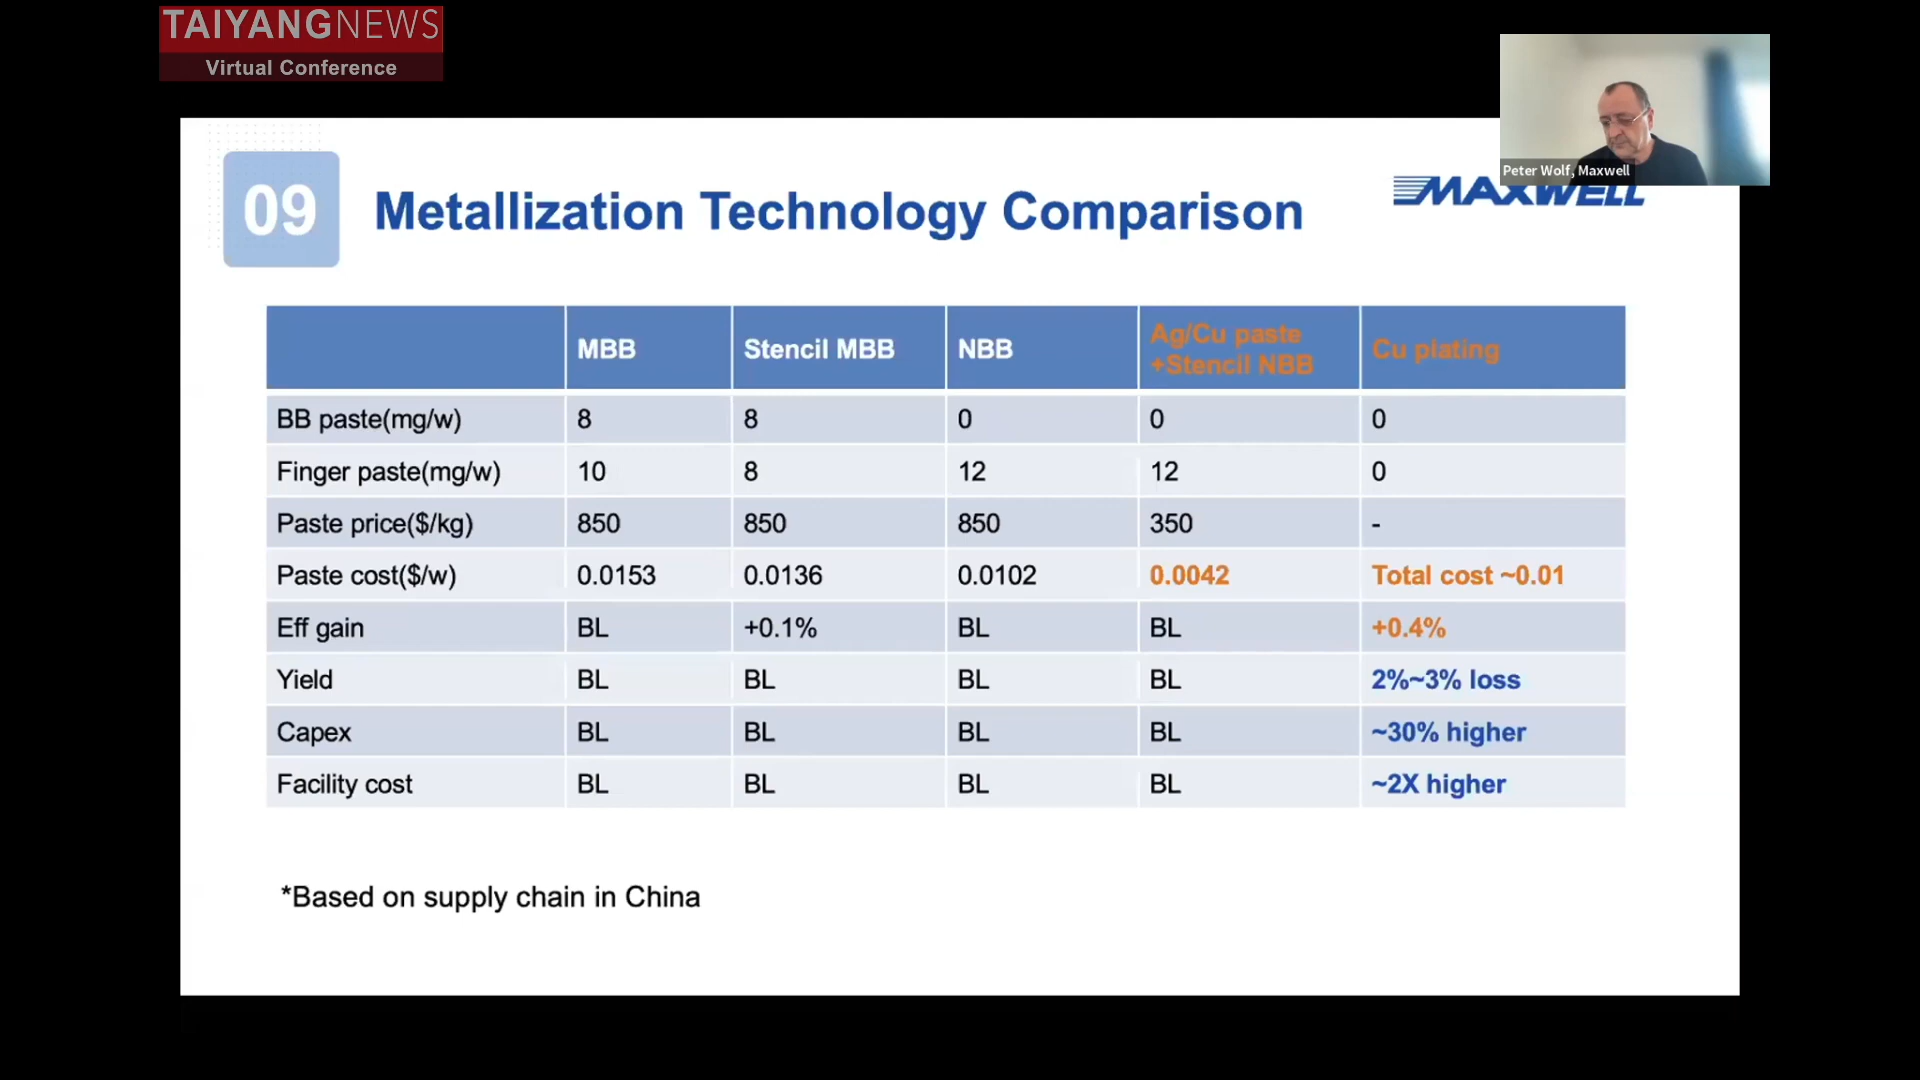 TAIYANGNEWS
Virtual Conference
Peter Wolf, Maxwell
09
Metallization Technology Comparison
MAXWELL
MBB Stencil MBB NBB Ag/Cu paste +Stencil NBB Cu plating
BB paste(mg/w) 8 8 0 0 0
Finger paste(mg/w) 10 8 12 12 0
Paste price($/kg) 850 850 850 350 -
Paste cost($/w) 0.0153 0.0136 0.0102 0.0042 Total cost ~0.01
Eff gain BL +0.1% BL BL +0.4%
Yield BL BL BL BL 2%~3% loss
Capex BL BL BL BL ~30% higher
Facility cost BL BL BL BL ~2X higher
*Based on supply chain in China